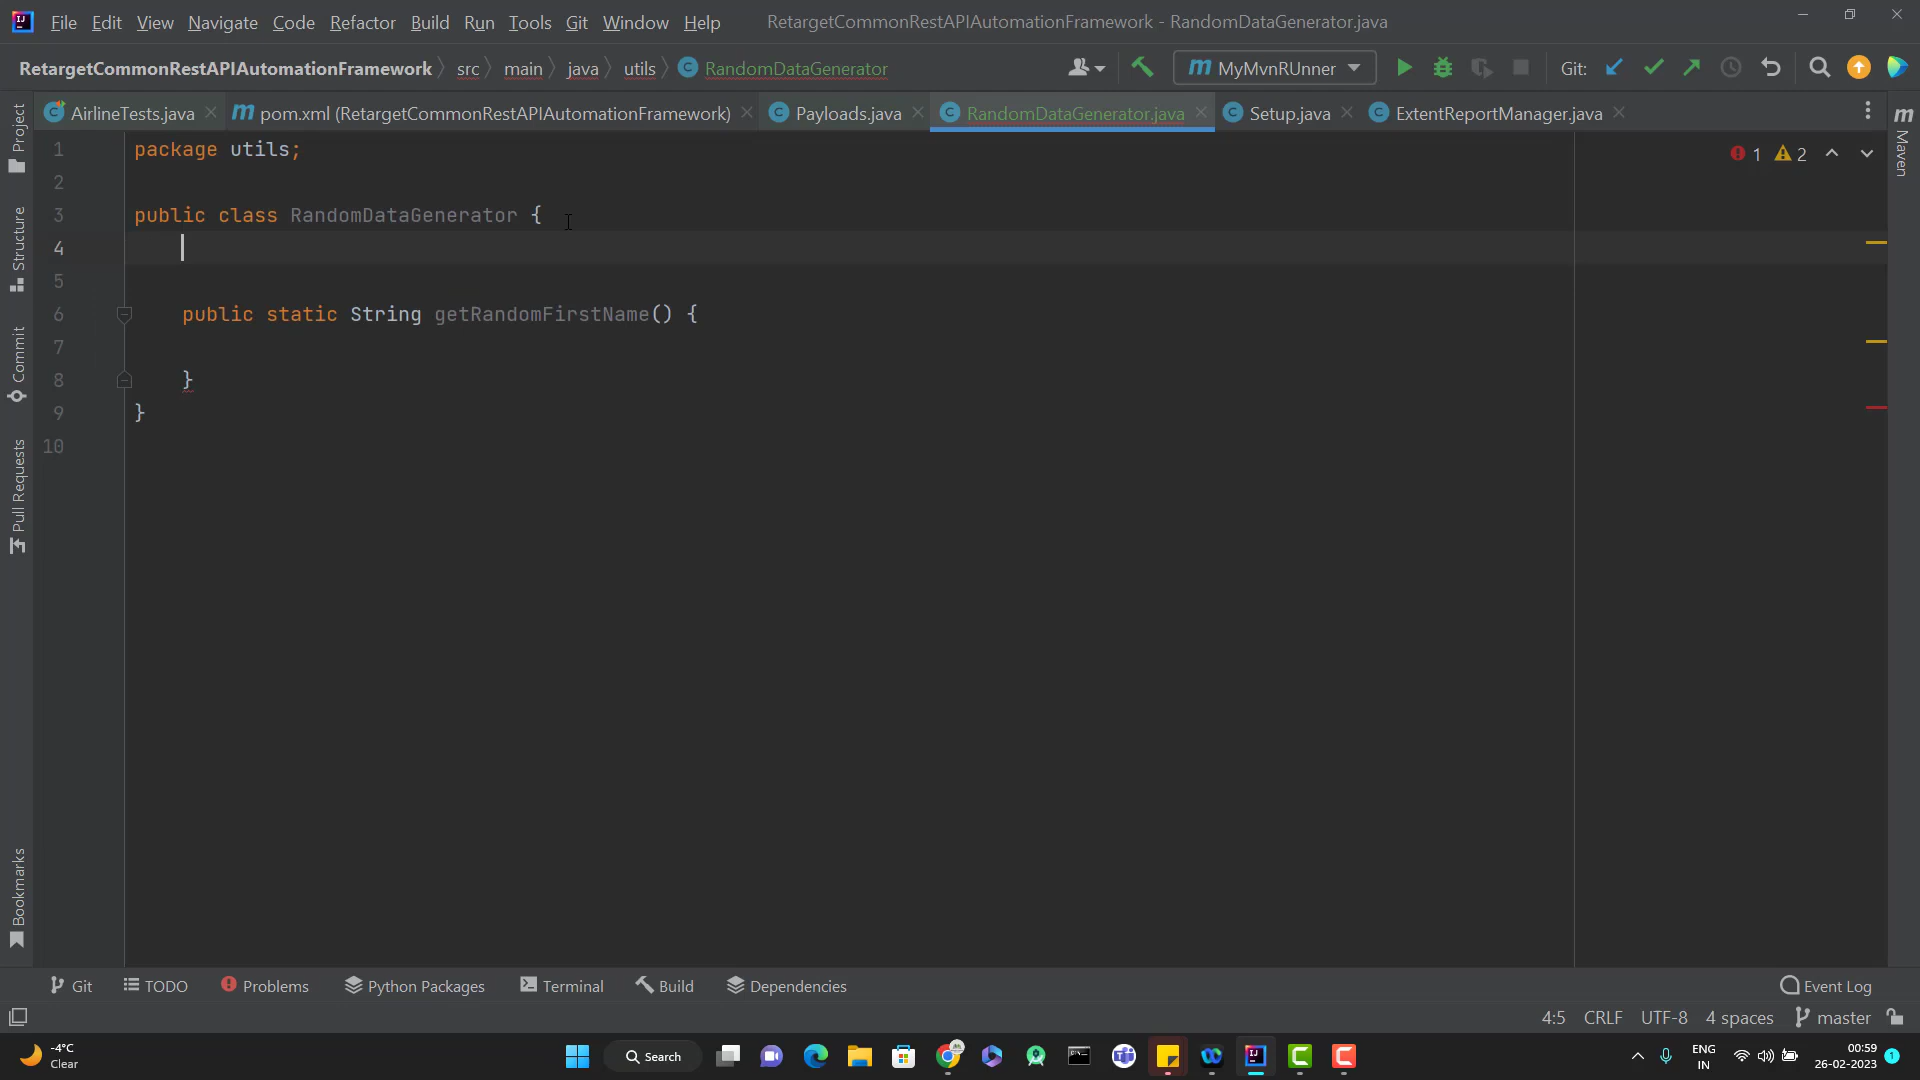 File Edit View Navigate Code Refactor Build Run Tools Git Window Help RetargetCommonRestAPIAutomationFramework - RandomDataGenerator.java
RetargetCommonRestAPIAutomationFramework src main java utils RandomDataGenerator MyMvnRUnner Git:
AirlineTests.java pom.xml (RetargetCommonRestAPIAutomationFramework) Payloads.java RandomDataGenerator.java Setup.java ExtentReportManager.java
Project
Structure
Commit
Pull Requests
Bookmarks
Maven
1 2
1 package utils;
2
3 public class RandomDataGenerator {
4
5
6 public static String getRandomFirstName() {
7
8 }
9 }
10
Git TODO Problems Python Packages Terminal Build Dependencies Event Log
4:5 CRLF UTF-8 4 spaces master
-4°C
Clear
Search
ENG
IN
00:59
26-02-2023
1